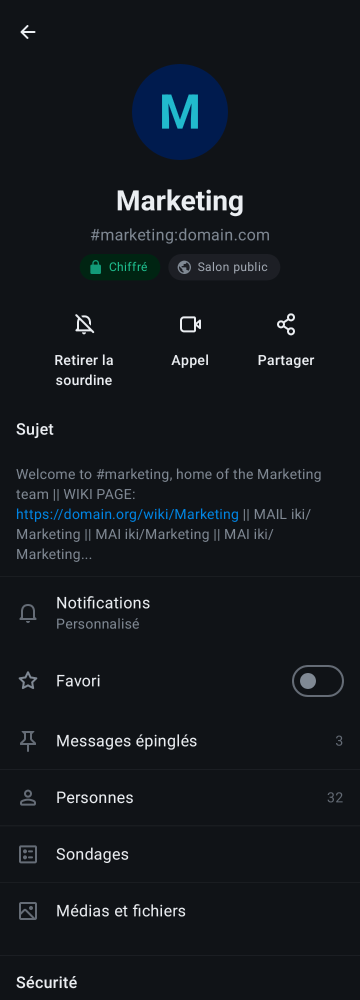 M
Marketing
#marketing:domain.com
Chiffré
Salon public
Retirer la
sourdine
Appel
Partager
Sujet
Welcome to #marketing, home of the Marketing
team || WIKI PAGE:
https://domain.org/wiki/Marketing || MAIL iki/
Marketing || MAI iki/Marketing || MAI iki/
Marketing...
Notifications
Personnalisé
Favori
Messages épinglés 3
Personnes 32
Sondages
Médias et fichiers
Sécurité